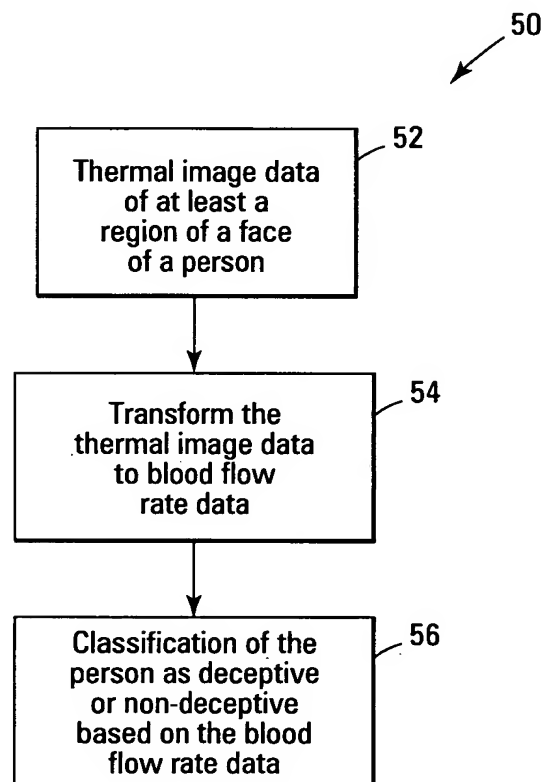 50
52
Thermal image data
of at least a
region of a face
of a person
54
Transform the
thermal image data
to blood flow
rate data
56
Classification of the
person as deceptive
or non-deceptive
based on the blood
flow rate data